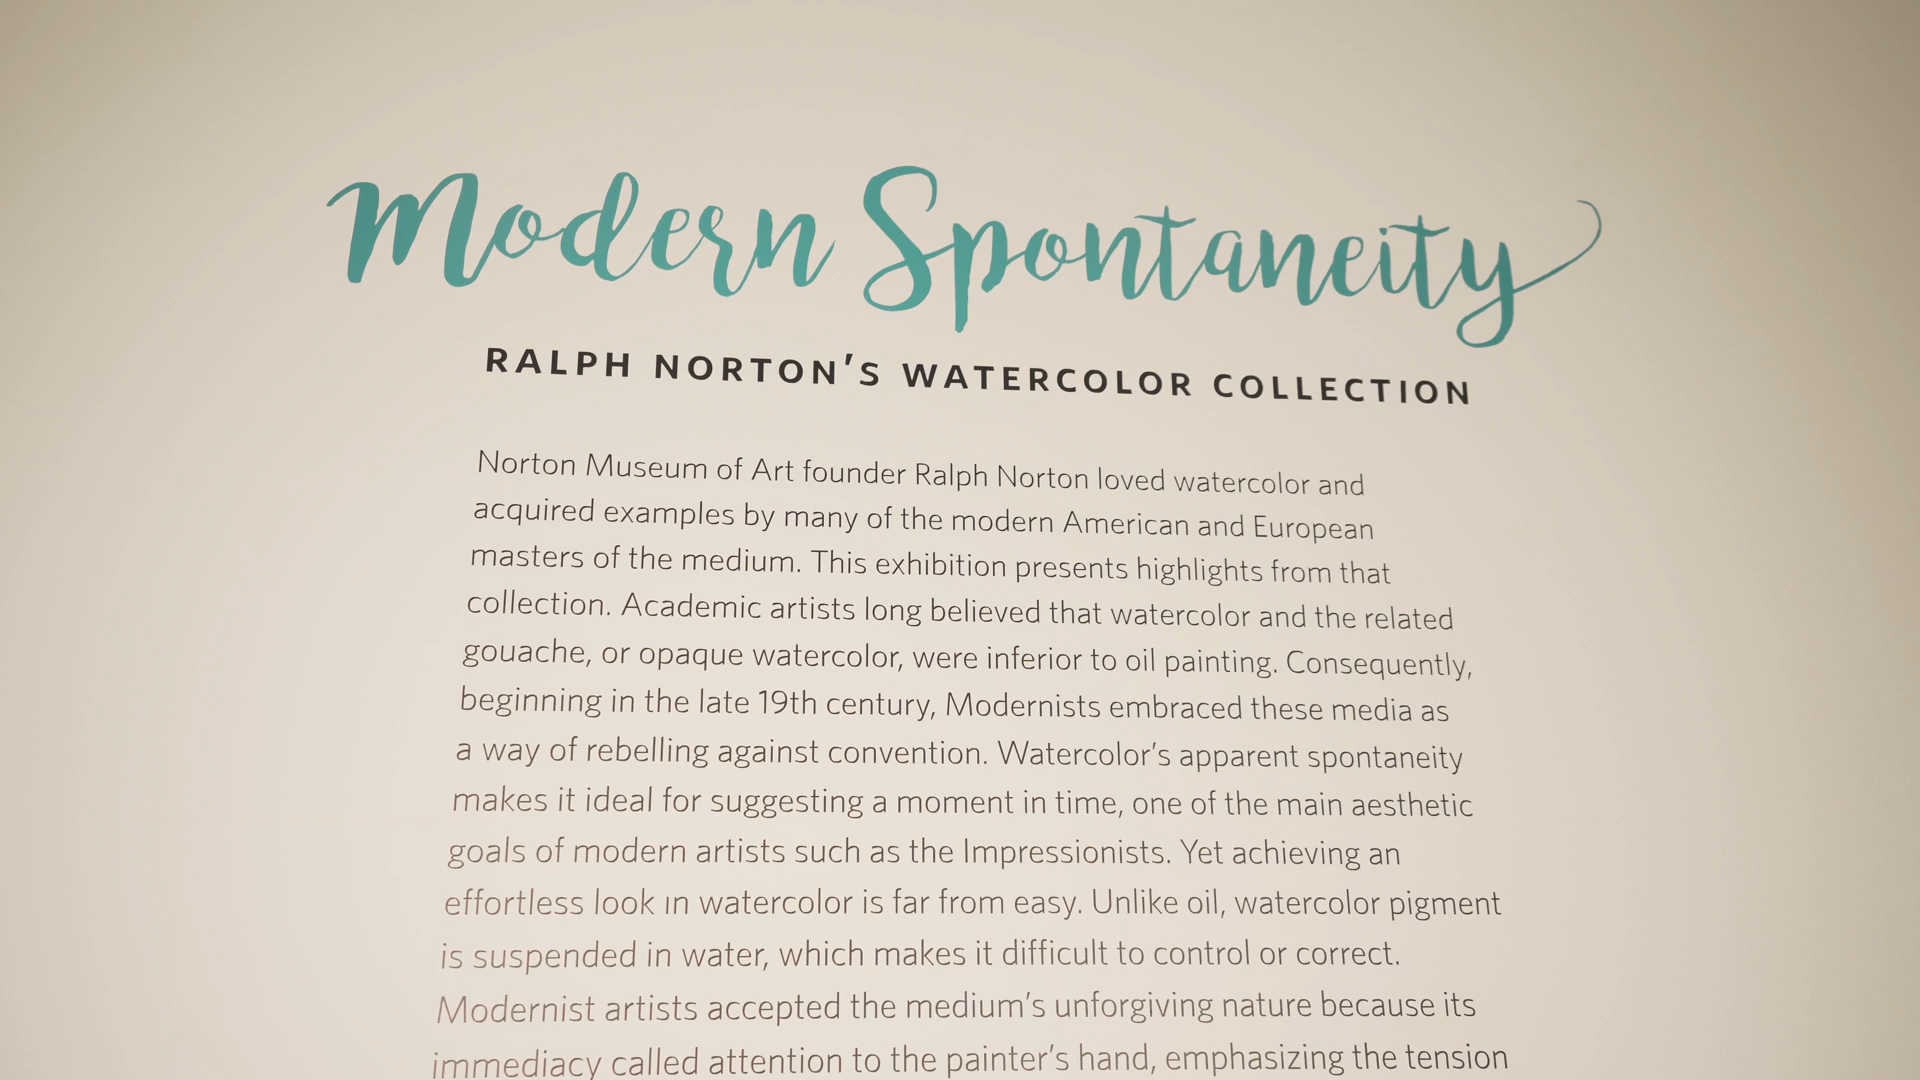 Modern Spontaneity
RALPH NORTON'S WATERCOLOR COLLECTION
Norton Museum of Art founder Ralph Norton loved watercolor and
acquired examples by many of the modern American and European
masters of the medium. This exhibition presents highlights from that
collection. Academic artists long believed that watercolor and the related
gouache, or opaque watercolor, were inferior to oil painting. Consequently,
beginning in the late 19th century, Modernists embraced these media as
a way of rebelling against convention. Watercolor's apparent spontaneity
makes it ideal for suggesting a moment in time, one of the main aesthetic
goals of modern artists such as the Impressionists. Yet achieving an
effortless look in watercolor is far from easy. Unlike oil, watercolor pigment
is suspended in water, which makes it difficult to control or correct.
Modernist artists accepted the medium's unforgiving nature because its
immediacy called attention to the painter's hand, emphasizing the tension